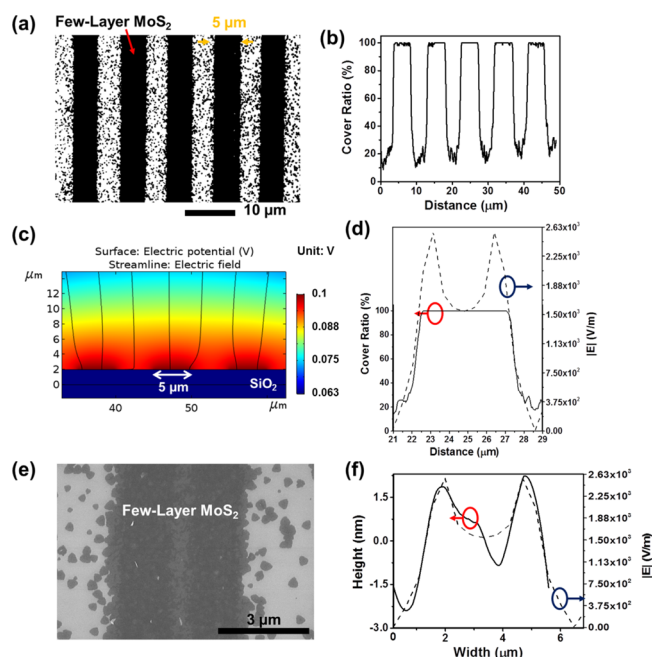 (a)
Few-Layer MoS₂
5 μm
10 μm
(b)
Cover Ratio (%)
100
80
60
40
20
0
0 10 20 30 40 50
Distance (μm)
(c)
Surface: Electric potential (V)
Streamline: Electric field
Unit: V
μm
14
12
10
8
6
4
2
0
5 μm
SiO₂
40 50
μm
0.1
0.088
0.075
0.063
(d)
Cover Ratio (%)
100
80
60
40
20
21 22 23 24 25 26 27 28 29
Distance (μm)
2.63x10³
2.25x10³
1.88x10³
1.50x10³
1.13x10³
7.50x10²
3.75x10²
0.00
|E| (V/m)
(e)
Few-Layer MoS₂
3 μm
(f)
Height (nm)
1.5
0.0
-1.5
-3.0
0 2 4 6
Width (μm)
2.63x10³
2.25x10³
1.88x10³
1.50x10³
1.13x10³
7.50x10²
3.75x10²
0.00
|E| (V/m)